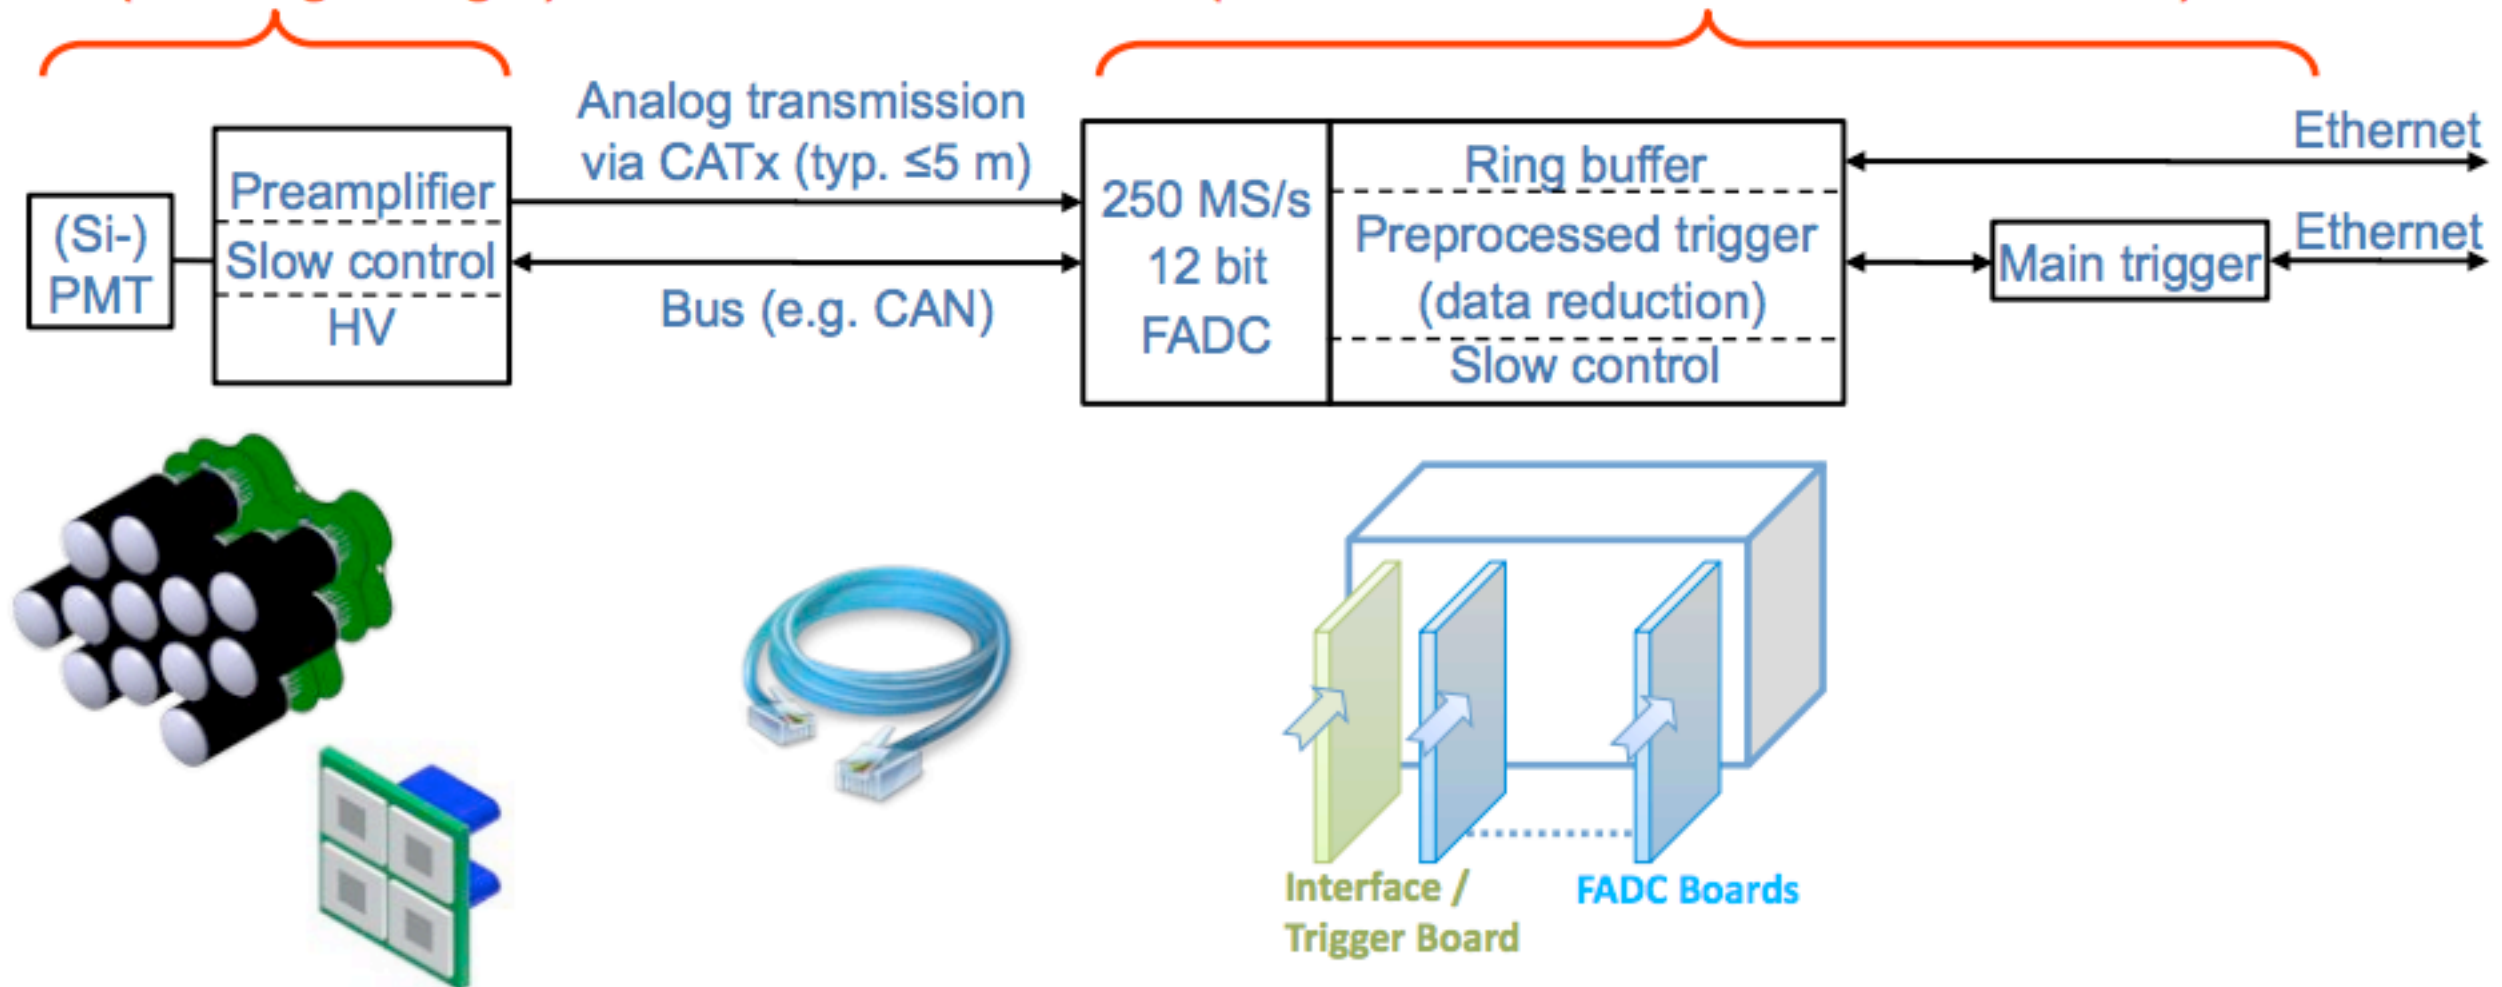 Analog transmission
via CATx (typ. ≤5 m)
Ethernet
(Si-)
PMT
Preamplifier
Slow control
HV
Bus (e.g. CAN)
250 MS/s
12 bit
FADC
Ring buffer
Preprocessed trigger
(data reduction)
Slow control
Main trigger
Ethernet
Interface /
Trigger Board
FADC Boards